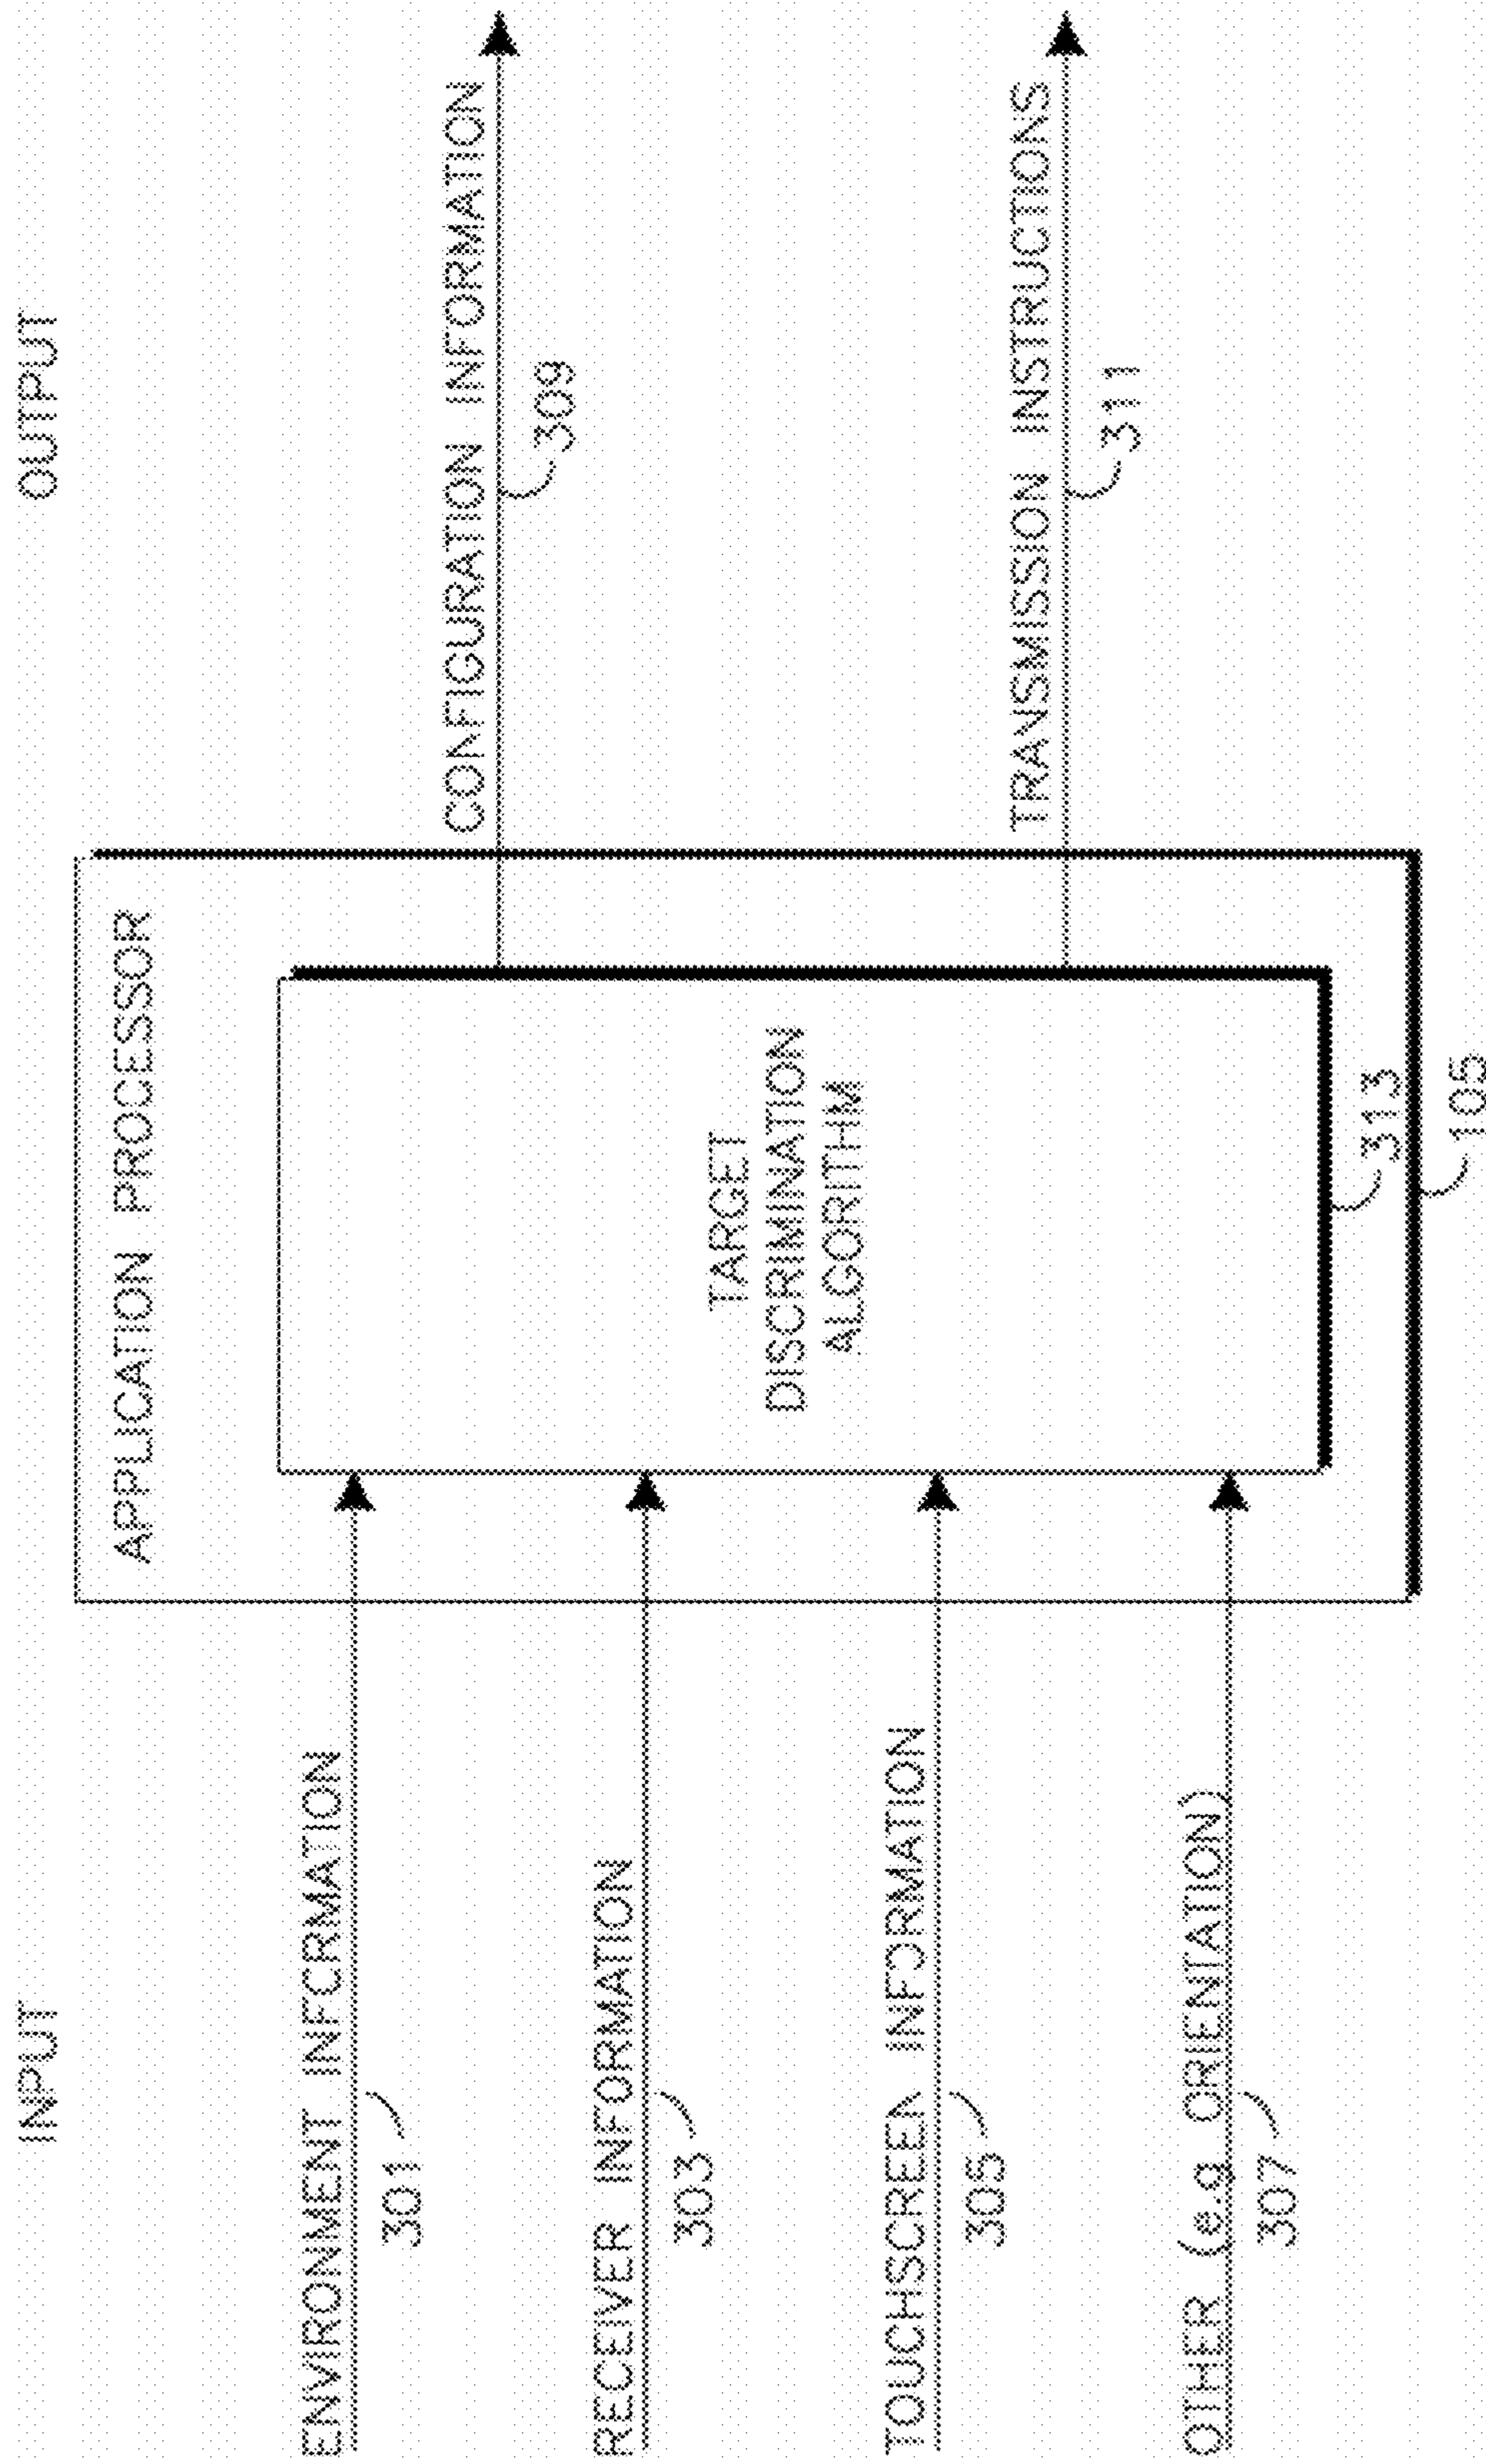 INPUT
OUTPUT
APPLICATION PROCESSOR
ENVIRONMENT INFORMATION
301
RECEIVER INFORMATION
303
TOUCHSCREEN INFORMATION
305
OTHER (e.g ORIENTATION)
307
TARGET
DISCRIMINATION
ALGORITHM
313
105
CONFIGURATION INFORMATION
309
TRANSMISSION INSTRUCTIONS
311